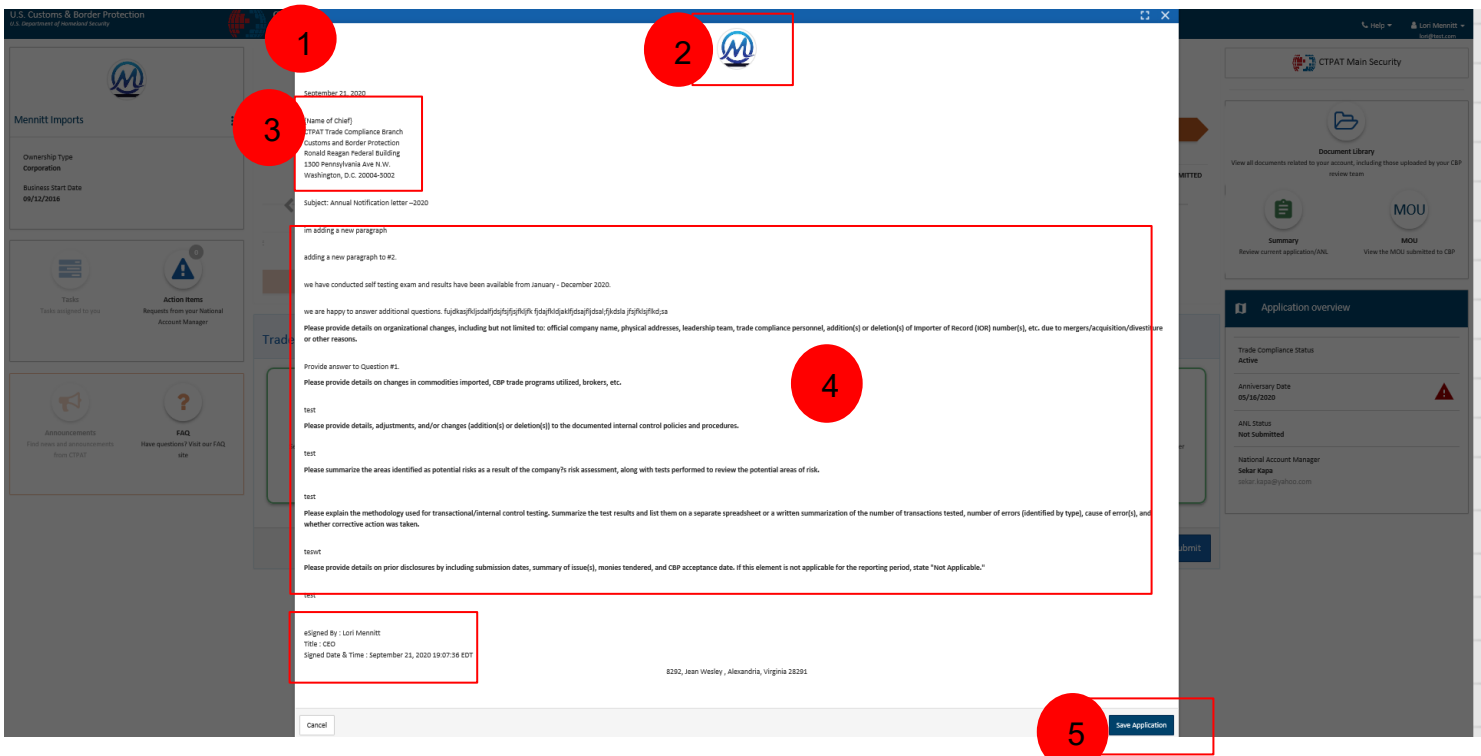 U.S. Customs & Border Protection
U.S. Department of Homeland Security
Help
Lori Mennitt
lori@test.com
1
2
3
4
5
M
Mennitt Imports
Ownership Type
Corporation
Business Start Date
09/12/2016
Tasks
Tasks assigned to you
0
Action Items
Requests from your National
Account Manager
Announcements
Find news and announcements
from CTPAT
FAQ
Have questions? Visit our FAQ
site
Trade
M
September 21, 2020
[Name of Chief]
CTPAT Trade Compliance Branch
Customs and Border Protection
Ronald Reagan Federal Building
1300 Pennsylvania Ave N.W.
Washington, D.C. 20004-3002
Subject: Annual Notification letter –2020
im adding a new paragraph
adding a new paragraph to #2.
we have conducted self testing exam and results have been available from January - December 2020.
we are happy to answer additional questions.
Please provide details on organizational changes, including but not limited to: official company name, physical addresses, leadership team, trade compliance personnel, addition(s) or deletion(s) of Importer of Record (IOR) number(s), etc. due to mergers/acquisition/divestiture
or other reasons.
Provide answer to Question #1.
Please provide details on changes in commodities imported, CBP trade programs utilized, brokers, etc.
test
Please provide details, adjustments, and/or changes (addition(s) or deletion(s)) to the documented internal control policies and procedures.
test
Please summarize the areas identified as potential risks as a result of the company?s risk assessment, along with tests performed to review the potential areas of risk.
test
Please explain the methodology used for transactional/internal control testing. Summarize the test results and list them on a separate spreadsheet or a written summarization of the number of transactions tested, number of errors (identified by type), cause of error(s), and
whether corrective action was taken.
teswt
Please provide details on prior disclosures by including submission dates, summary of issue(s), monies tendered, and CBP acceptance date. If this element is not applicable for the reporting period, state "Not Applicable."
test
eSigned By : Lori Mennitt
Title : CEO
Signed Date & Time : September 21, 2020 19:07:36 EDT
8292, Jean Wesley , Alexandria, Virginia 28291
Cancel
Save Application
MITTED
er
ubmit
CTPAT Main Security
Document Library
View all documents related to your account, including those uploaded by your CBP
review team
Summary
Review current application/ANL
MOU
MOU
View the MOU submitted to CBP
Application overview
Trade Compliance Status
Active
Anniversary Date
05/16/2020
ANL Status
Not Submitted
National Account Manager
Sekar Kapa
sekar.kapa@yahoo.com